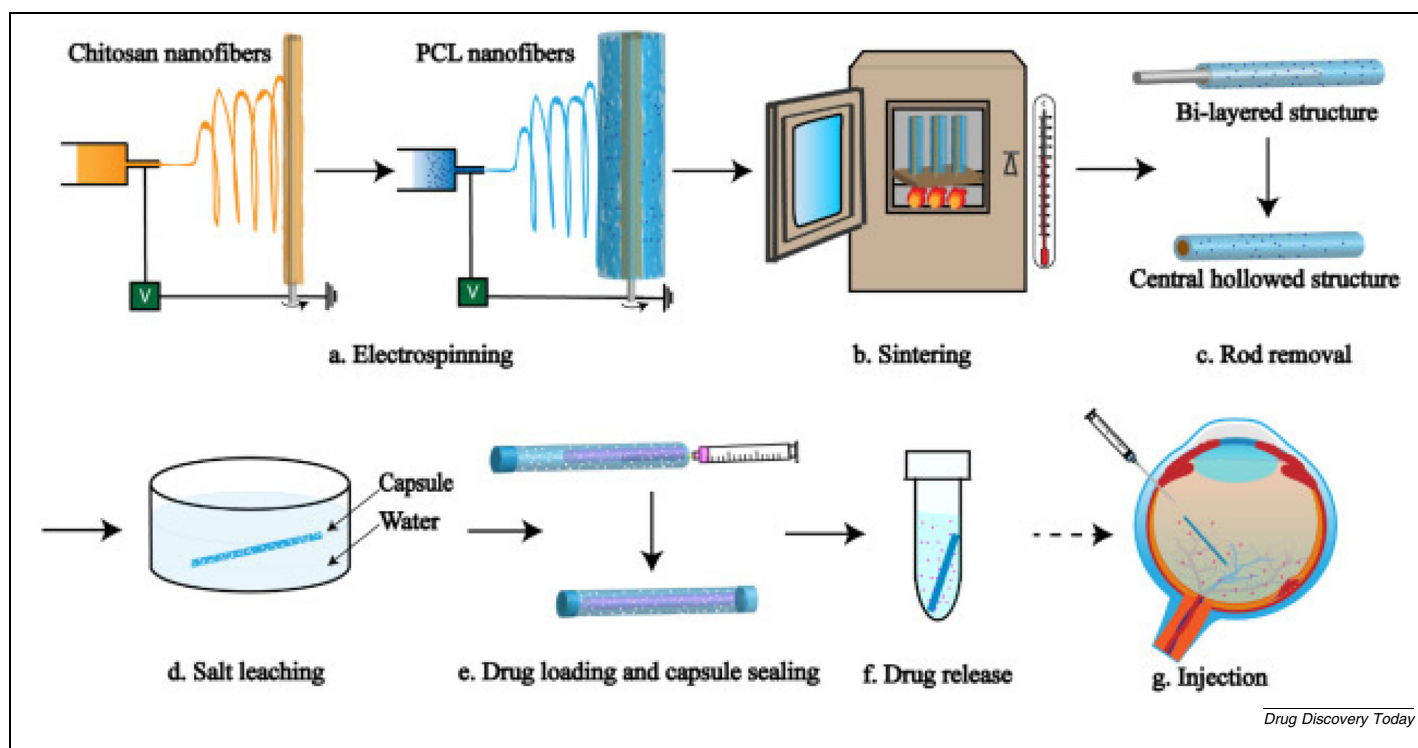 Chitosan nanofibers
PCL nanofibers
V
V
Bi-layered structure
Central hollowed structure
a. Electrospinning
b. Sintering
c. Rod removal
Capsule
Water
d. Salt leaching
e. Drug loading and capsule sealing
f. Drug release
g. Injection
Drug Discovery Today